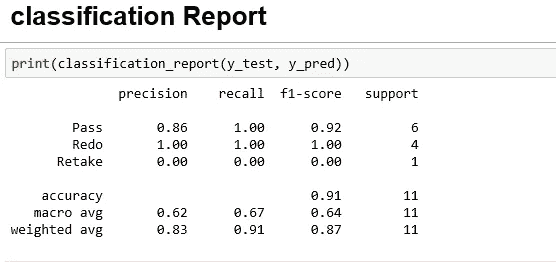 classification Report
print(classification_report(y_test, y_pred))
precision recall f1-score support
Pass 0.86 1.00 0.92 6
Redo 1.00 1.00 1.00 4
Retake 0.00 0.00 0.00 1
accuracy 0.91 11
macro avg 0.62 0.67 0.64 11
weighted avg 0.83 0.91 0.87 11